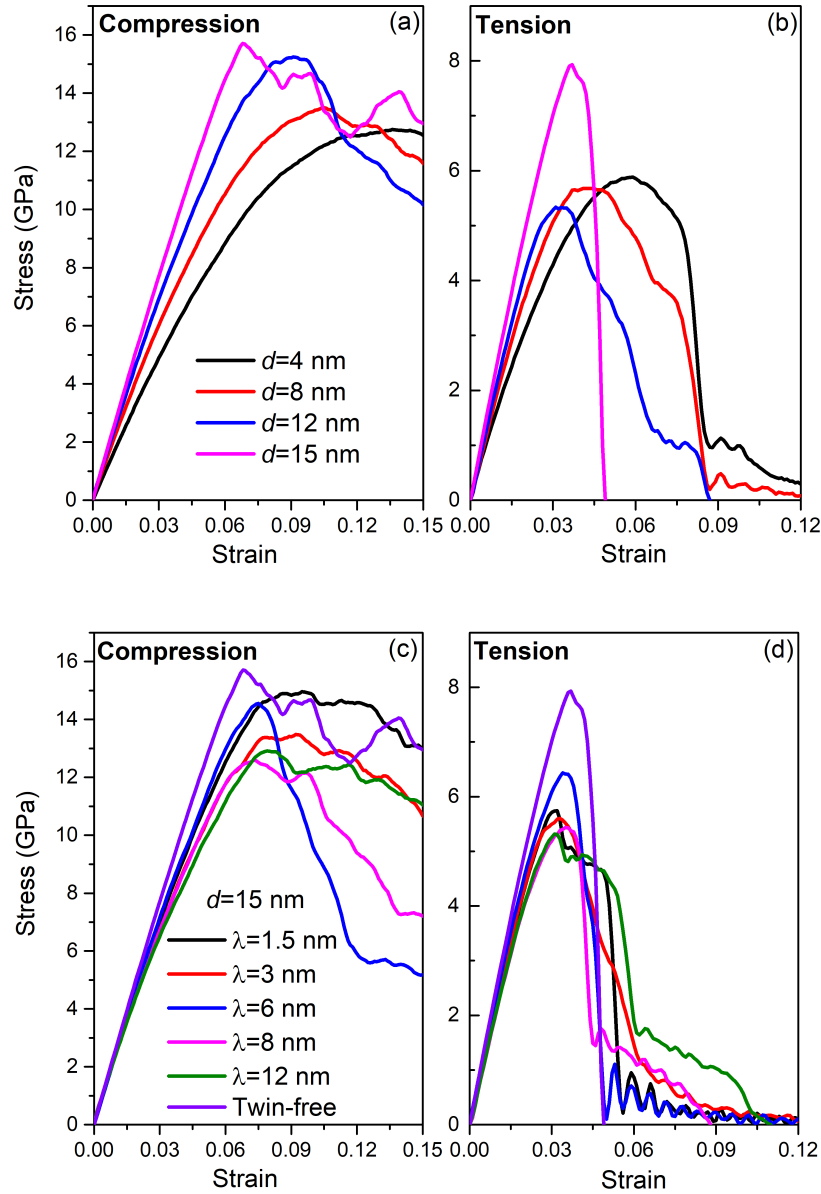 Compression (a)
16
14
12
10
8
6
4
2
0
Stress (GPa)
d=4 nm
d=8 nm
d=12 nm
d=15 nm
0.00 0.03 0.06 0.09 0.12 0.15
Strain
Tension (b)
8
6
4
2
0
0.00 0.03 0.06 0.09 0.12
Strain
Compression (c)
16
14
12
10
8
6
4
2
0
Stress (GPa)
d=15 nm
λ=1.5 nm
λ=3 nm
λ=6 nm
λ=8 nm
λ=12 nm
Twin-free
0.00 0.03 0.06 0.09 0.12 0.15
Strain
Tension (d)
8
6
4
2
0
0.00 0.03 0.06 0.09 0.12
Strain